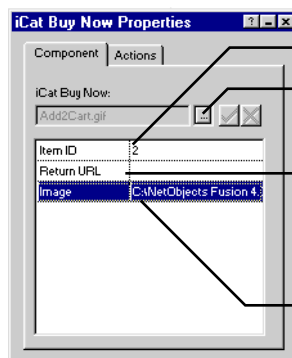 iCat Buy Now Properties
Component Actions
iCat Buy Now:
Add2Cart.gif
Item ID 2
Return URL
Image C:\NetObjects Fusion 4.